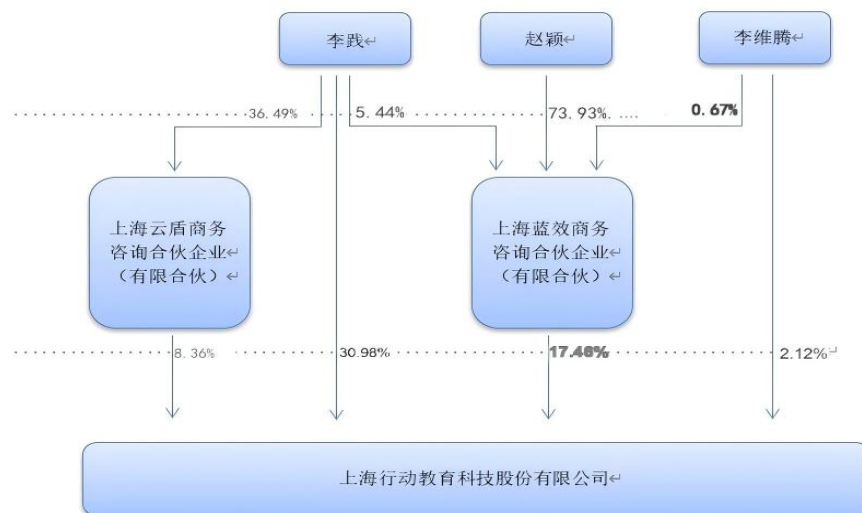 李践
赵颖
李维腾
36.49%
5.44%
73.93%
0.67%
上海云盾商务
咨询合伙企业
（有限合伙）
上海蓝效商务
咨询合伙企业
（有限合伙）
8.36%
30.98%
17.46%
2.12%
上海行动教育科技股份有限公司